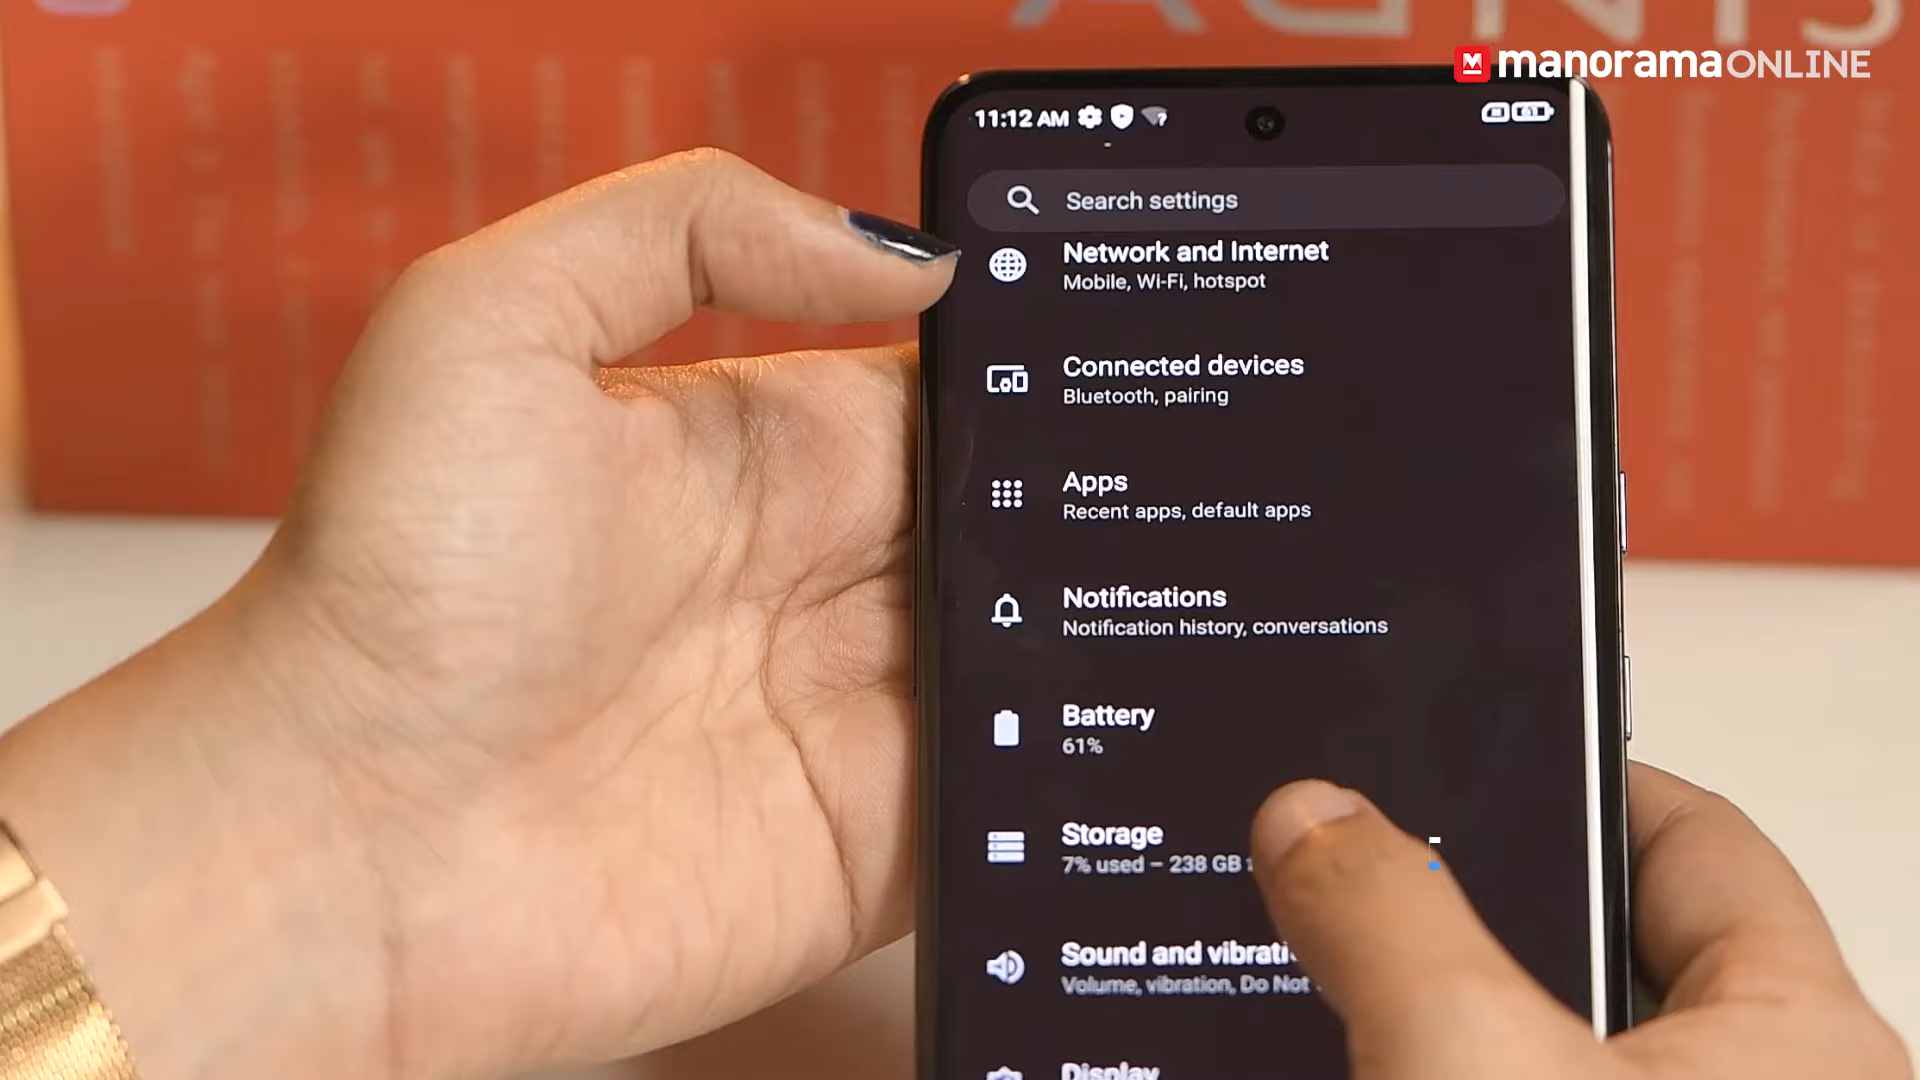 manoramaONLINE
11:12 AM
61
Search settings
Network and Internet
Mobile, Wi-Fi, hotspot
Connected devices
Bluetooth, pairing
Apps
Recent apps, default apps
Notifications
Notification history, conversations
Battery
61%
Storage
7% used – 238 GB
Sound and
Volume, vibration, Do Not
Display